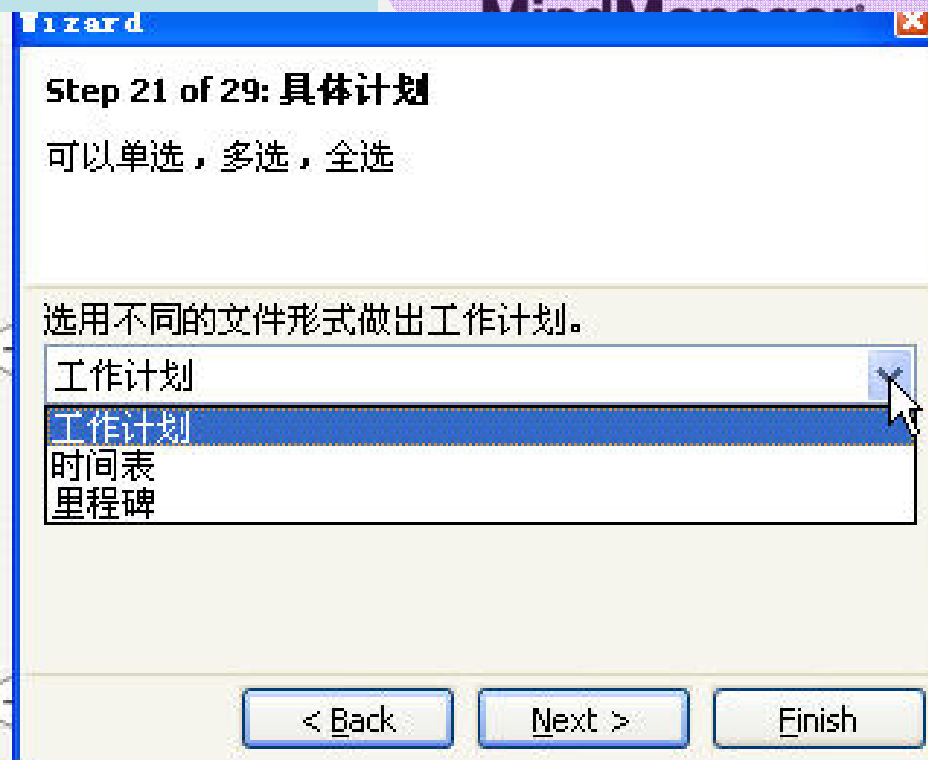 MindManager
Wizard
Step 21 of 29: 具体计划
可以单选，多选，全选
选用不同的文件形式做出工作计划。
工作计划
工作计划
时间表
里程碑
< Back
Next >
Finish